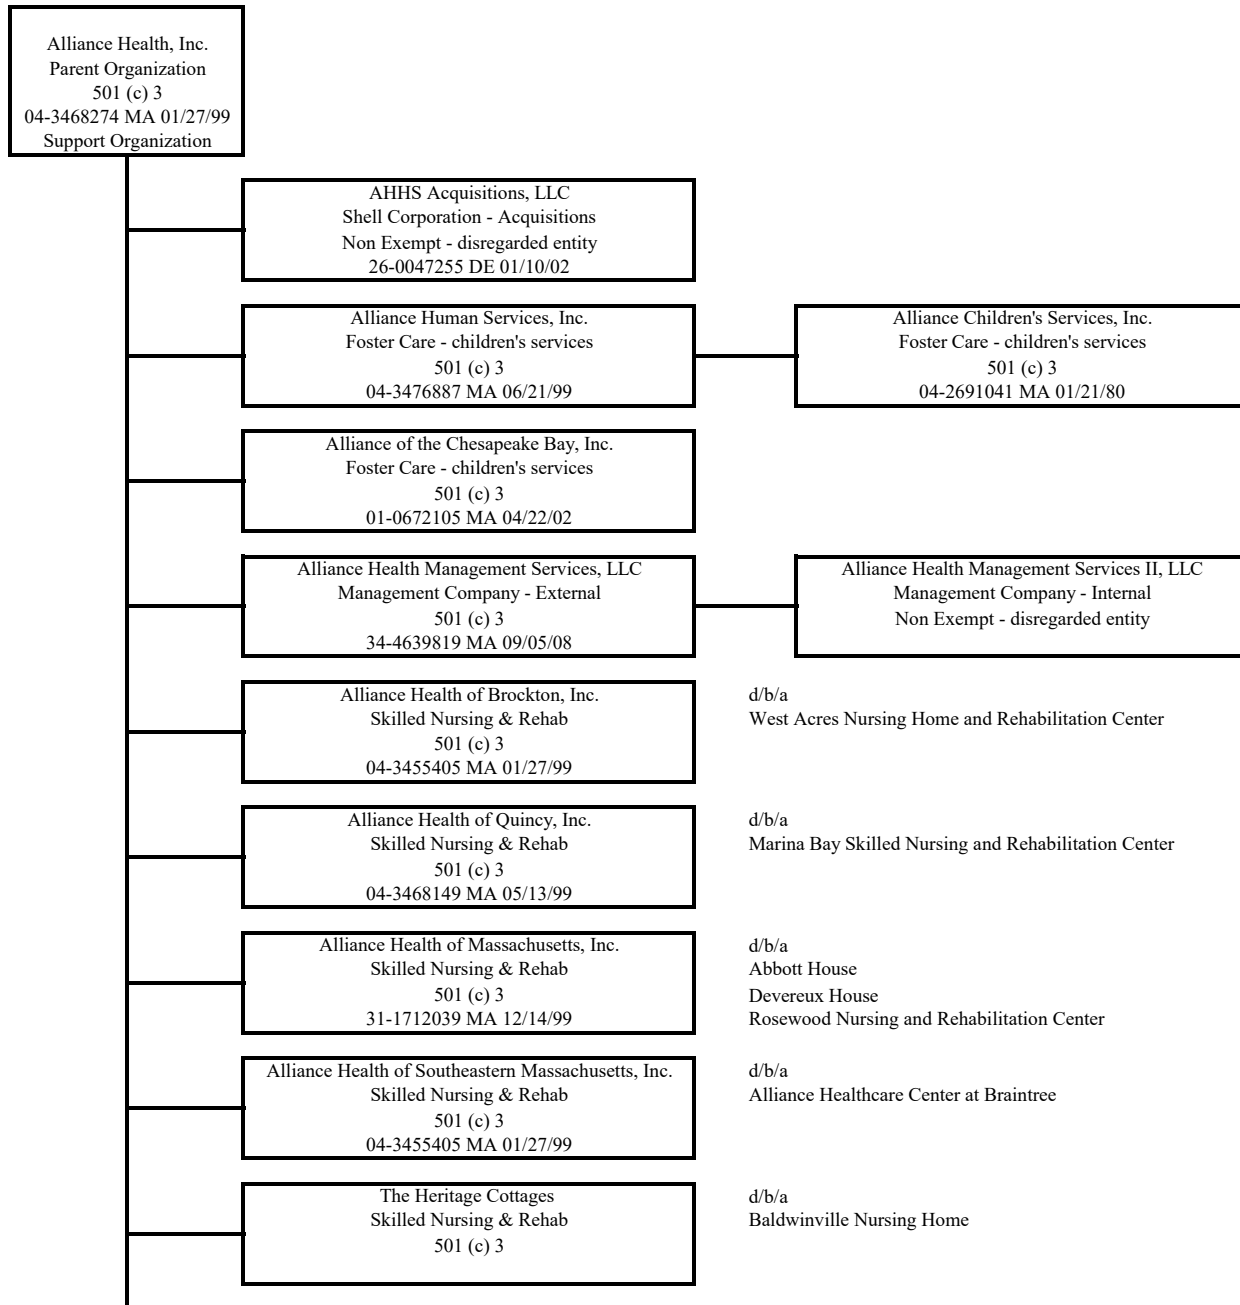 Alliance Health, Inc.
Parent Organization
501 (c) 3
04-3468274 MA 01/27/99
Support Organization
AHHS Acquisitions, LLC
Shell Corporation - Acquisitions
Non Exempt - disregarded entity
26-0047255 DE 01/10/02
Alliance Human Services, Inc.
Foster Care - children's services
501 (c) 3
04-3476887 MA 06/21/99
Alliance Children's Services, Inc.
Foster Care - children's services
501 (c) 3
04-2691041 MA 01/21/80
Alliance of the Chesapeake Bay, Inc.
Foster Care - children's services
501 (c) 3
01-0672105 MA 04/22/02
Alliance Health Management Services, LLC
Management Company - External
501 (c) 3
34-4639819 MA 09/05/08
Alliance Health Management Services II, LLC
Management Company - Internal
Non Exempt - disregarded entity
Alliance Health of Brockton, Inc.
Skilled Nursing & Rehab
501 (c) 3
04-3455405 MA 01/27/99
d/b/a
West Acres Nursing Home and Rehabilitation Center
Alliance Health of Quincy, Inc.
Skilled Nursing & Rehab
501 (c) 3
04-3468149 MA 05/13/99
d/b/a
Marina Bay Skilled Nursing and Rehabilitation Center
Alliance Health of Massachusetts, Inc.
Skilled Nursing & Rehab
501 (c) 3
31-1712039 MA 12/14/99
d/b/a
Abbott House
Devereux House
Rosewood Nursing and Rehabilitation Center
Alliance Health of Southeastern Massachusetts, Inc.
Skilled Nursing & Rehab
501 (c) 3
04-3455405 MA 01/27/99
d/b/a
Alliance Healthcare Center at Braintree
The Heritage Cottages
Skilled Nursing & Rehab
501 (c) 3
d/b/a
Baldwinville Nursing Home